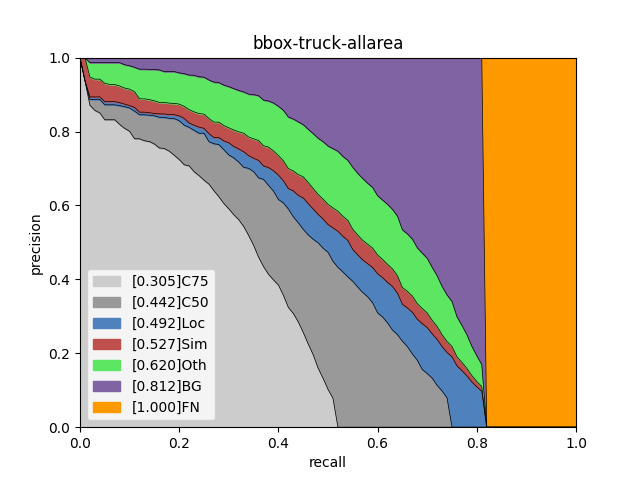 bbox-truck-allarea
1.0
0.8
0.6
0.4
0.2
0.0
precision
[0.305]C75
[0.442]C50
[0.492]Loc
[0.527]Sim
[0.620]Oth
[0.812]BG
[1.000]FN
0.0 0.2 0.4 0.6 0.8 1.0
recall